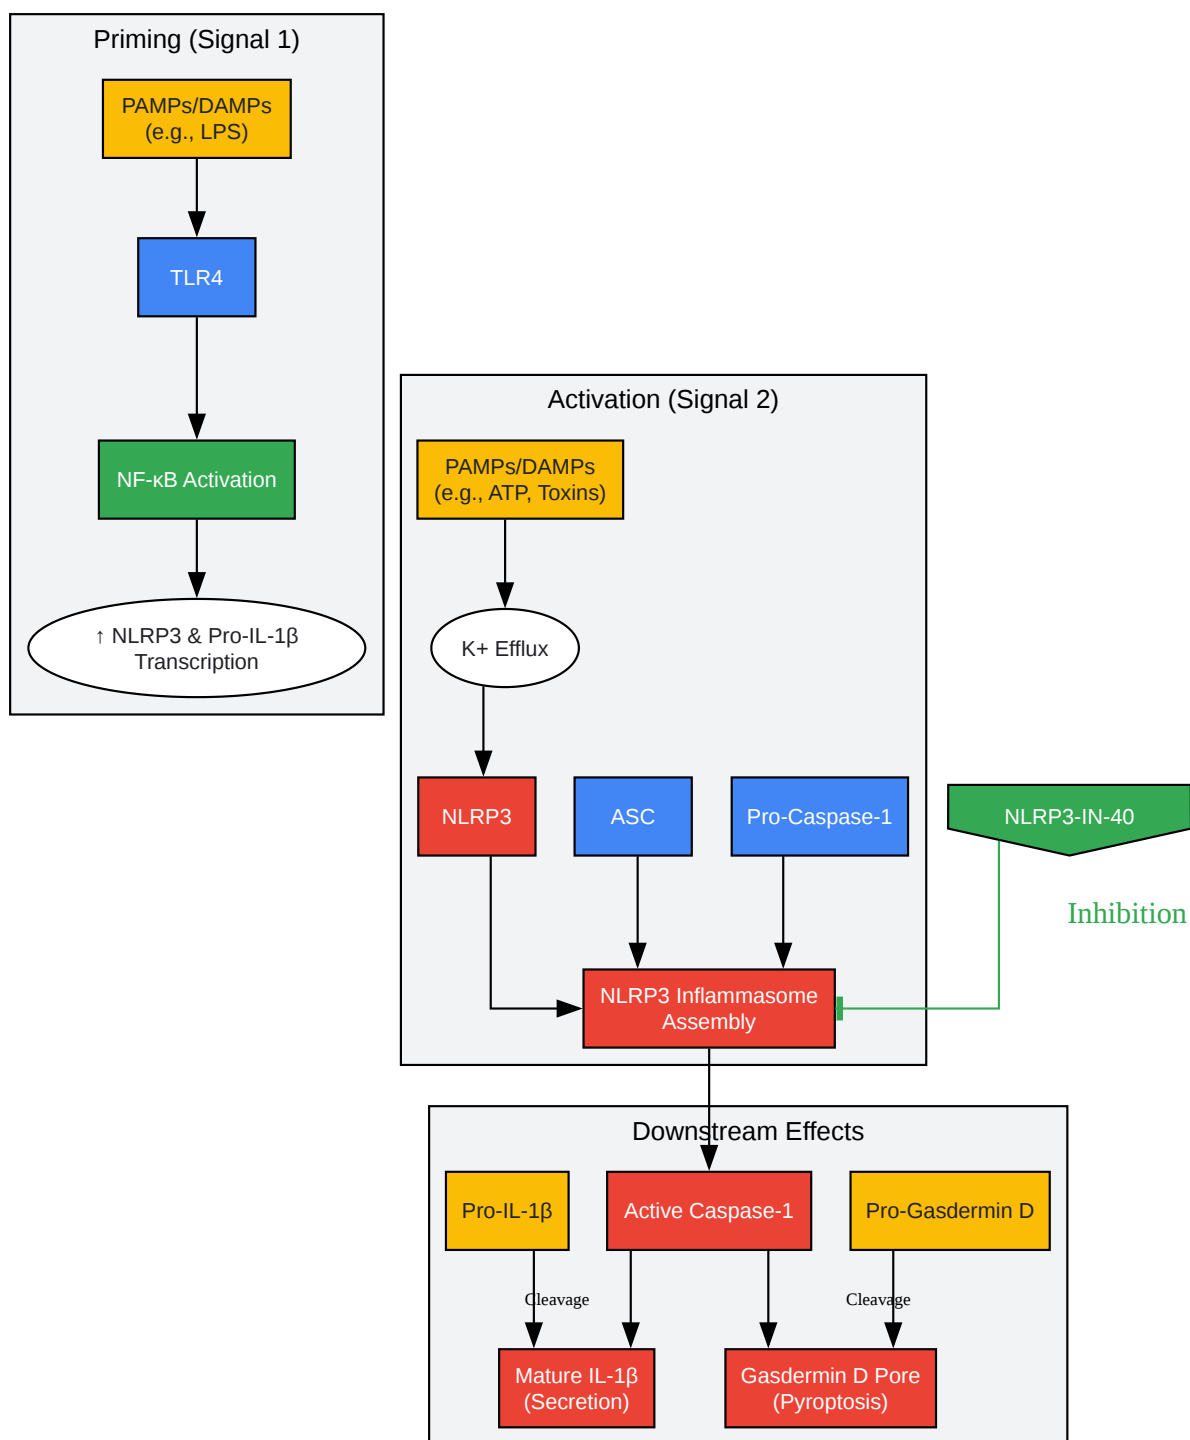 Priming (Signal 1)
PAMPs/DAMPs
(e.g., LPS)
TLR4
NF-κB Activation
↑ NLRP3 & Pro-IL-1β
Transcription
Activation (Signal 2)
PAMPs/DAMPs
(e.g., ATP, Toxins)
K+ Efflux
NLRP3
ASC
Pro-Caspase-1
NLRP3-IN-40
Inhibition
NLRP3 Inflammasome
Assembly
Downstream Effects
Pro-IL-1β
Active Caspase-1
Pro-Gasdermin D
Cleavage
Cleavage
Mature IL-1β
(Secretion)
Gasdermin D Pore
(Pyroptosis)